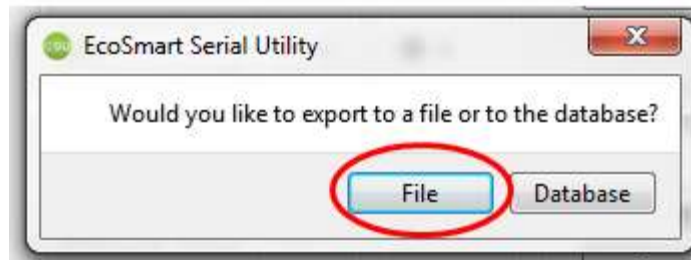 EcoSmart Serial Utility
Would you like to export to a file or to the database?
File
Database